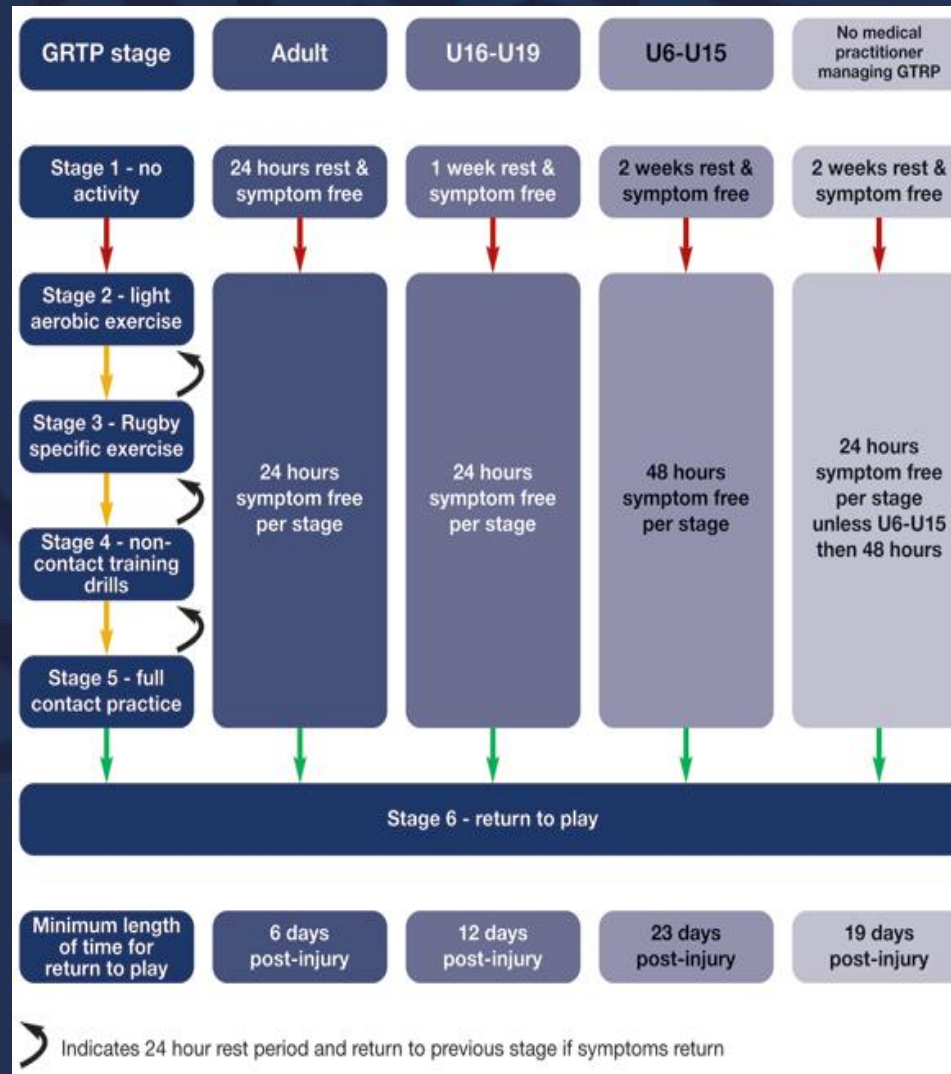 GRTP stage
Adult
U16-U19
U6-U15
No medical
practitioner
managing GTRP
Stage 1 - no
activity
24 hours rest &
symptom free
1 week rest &
symptom free
2 weeks rest &
symptom free
2 weeks rest &
symptom free
Stage 2 - light
aerobic exercise
Stage 3 - Rugby
specific exercise
Stage 4 - non-
contact training
drills
Stage 5 - full
contact practice
24 hours
symptom free
per stage
24 hours
symptom free
per stage
48 hours
symptom free
per stage
24 hours
symptom free
per stage
unless U6-U15
then 48 hours
Stage 6 - return to play
Minimum length
of time for
return to play
6 days
post-injury
12 days
post-injury
23 days
post-injury
19 days
post-injury
Indicates 24 hour rest period and return to previous stage if symptoms return